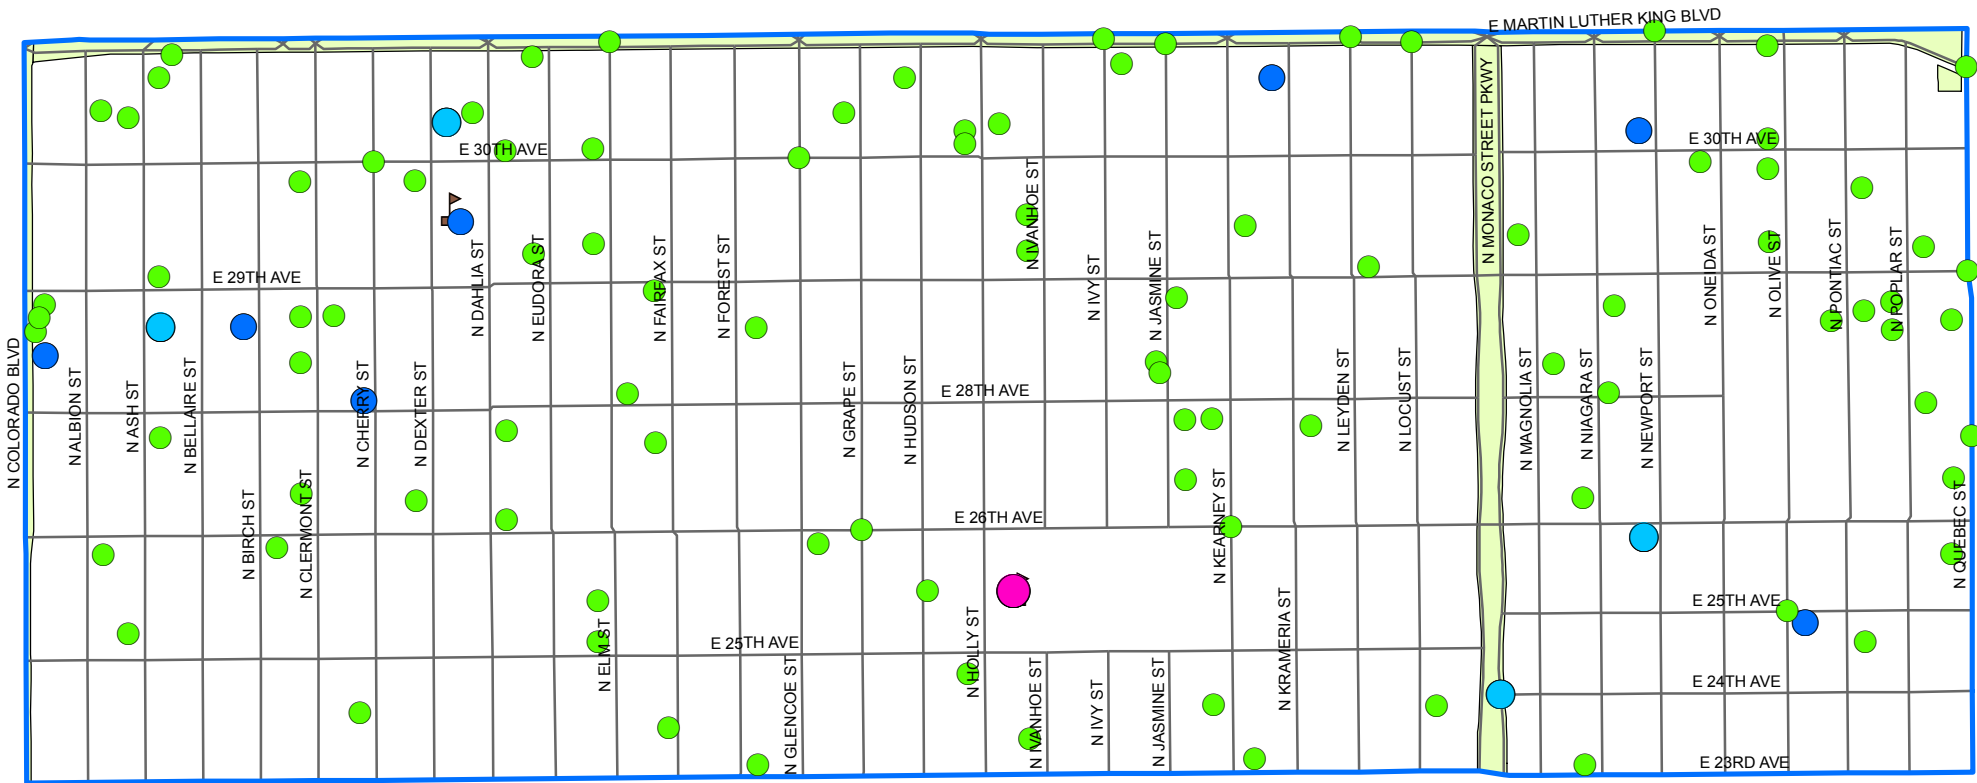 E MARTIN LUTHER KING BLVD
E 30TH AVE
E 30TH AVE
E 29TH AVE
E 28TH AVE
E 26TH AVE
E 25TH AVE
E 25TH AVE
E 24TH AVE
E 23RD AVE
N COLORADO BLVD
N ALBION ST
N ASH ST
N BELLAIRE ST
N BIRCH ST
N CLERMONT ST
N CHERRY ST
N DEXTER ST
N DAHLIA ST
N EUDORA ST
N ELM ST
N FAIRFAX ST
N FOREST ST
N GLENCOE ST
N GRAPE ST
N HUDSON ST
N HOLLY ST
N IVANHOE ST
N IVANHOE ST
N IVY ST
N IVY ST
N JASMINE ST
N JASMINE ST
N KEARNEY ST
N KRAMERIA ST
N LEYDEN ST
N LOCUST ST
N MONACO STREET PKWY
N MAGNOLIA ST
N NIAGARA ST
N NEWPORT ST
N ONEIDA ST
N OLIVE ST
N PONTIAC ST
N POPLAR ST
N QUEBEC ST